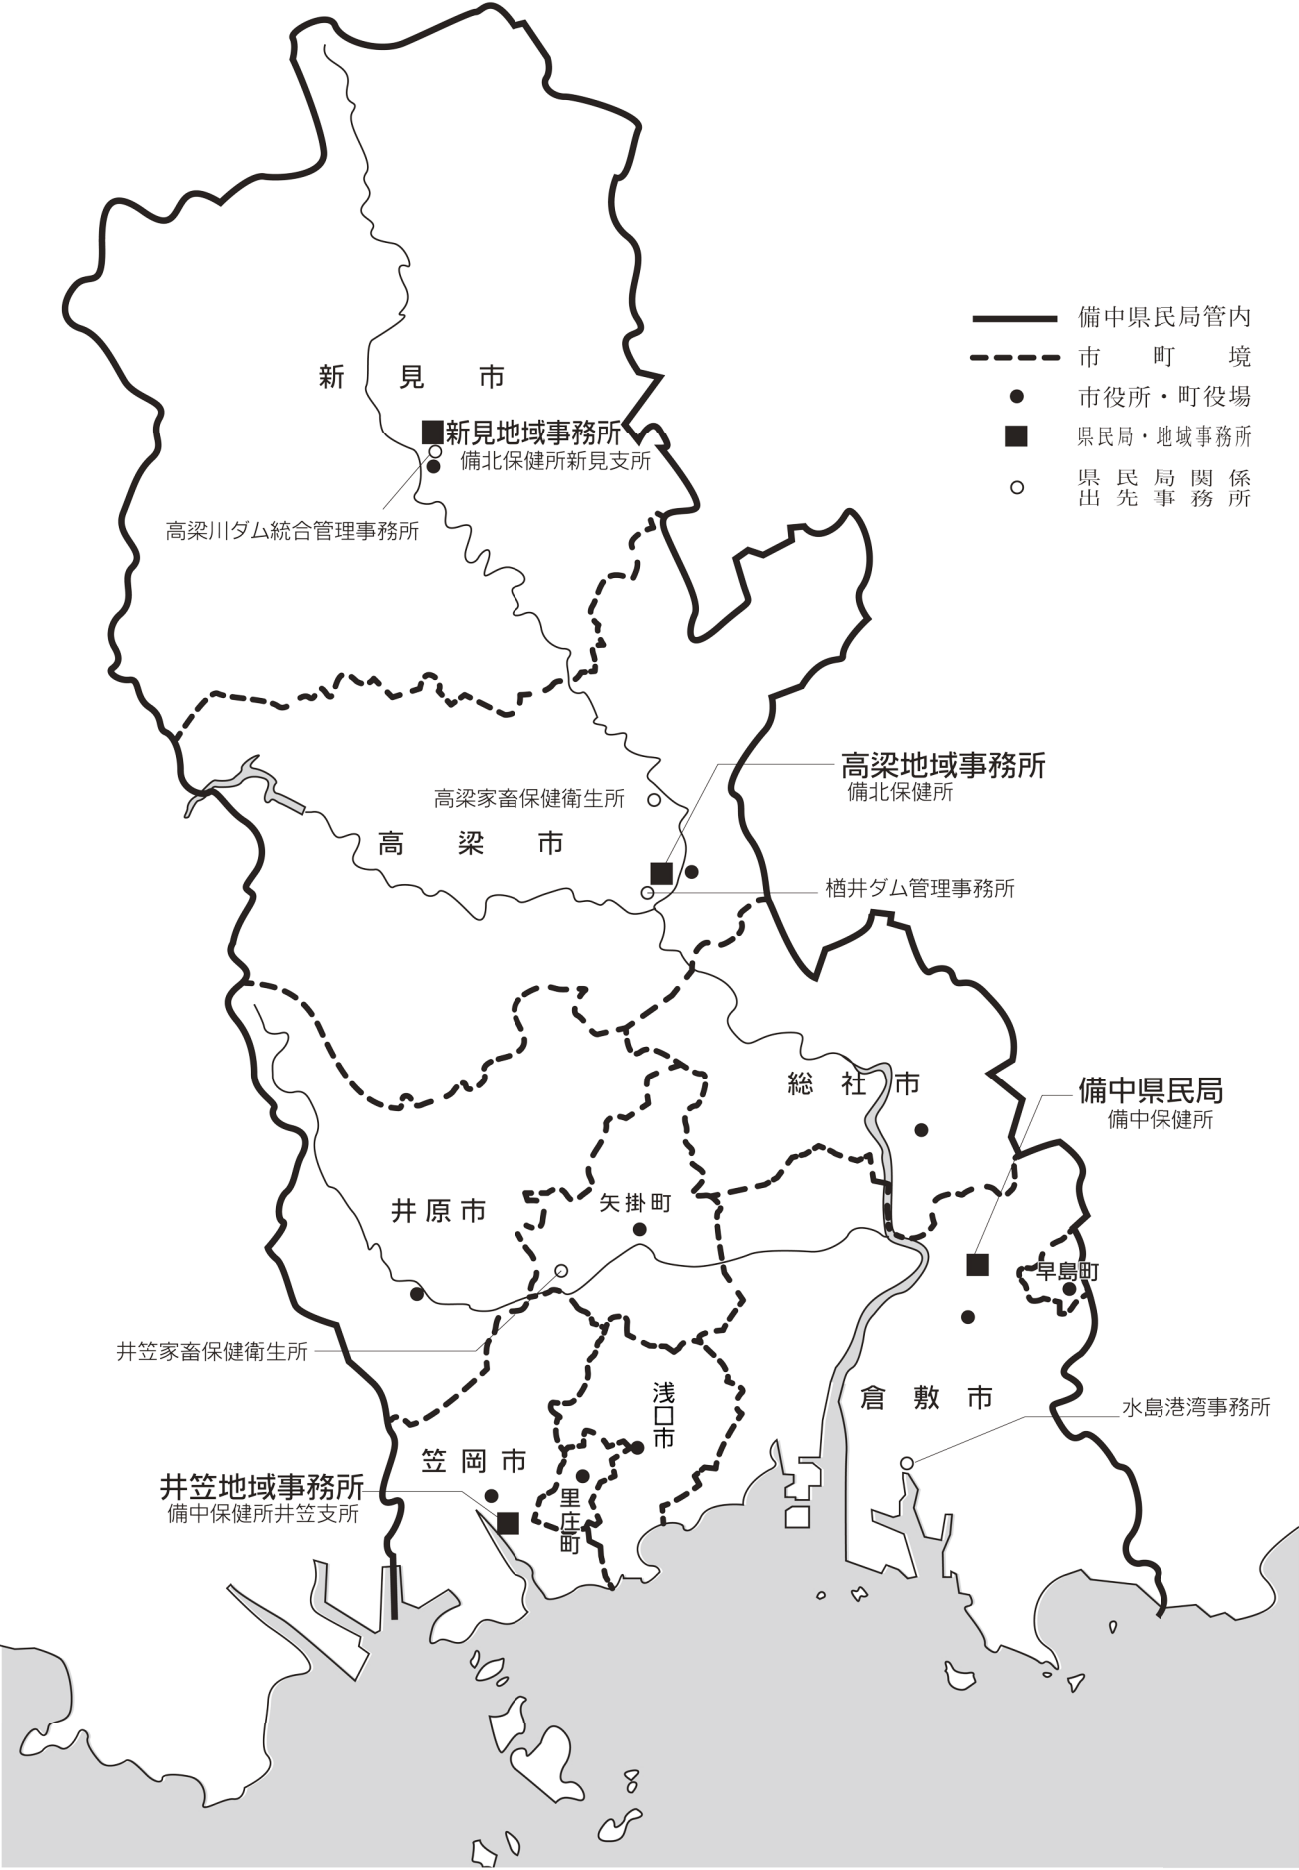 備中県民局管内
市町境
市役所・町役場
県民局・地域事務所
県民局関係
出先事務所
新見市
新見地域事務所
備北保健所新見支所
高梁川ダム統合管理事務所
高梁地域事務所
備北保健所
高梁家畜保健衛生所
高梁市
楢井ダム管理事務所
総社市
備中県民局
備中保健所
井原市
矢掛町
早島町
井笠家畜保健衛生所
浅口市
倉敷市
水島港湾事務所
笠岡市
井笠地域事務所
備中保健所井笠支所
里庄町